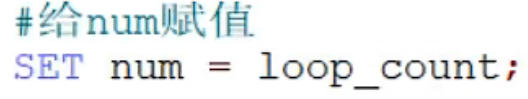 #给num赋值
SET num = loop_count;